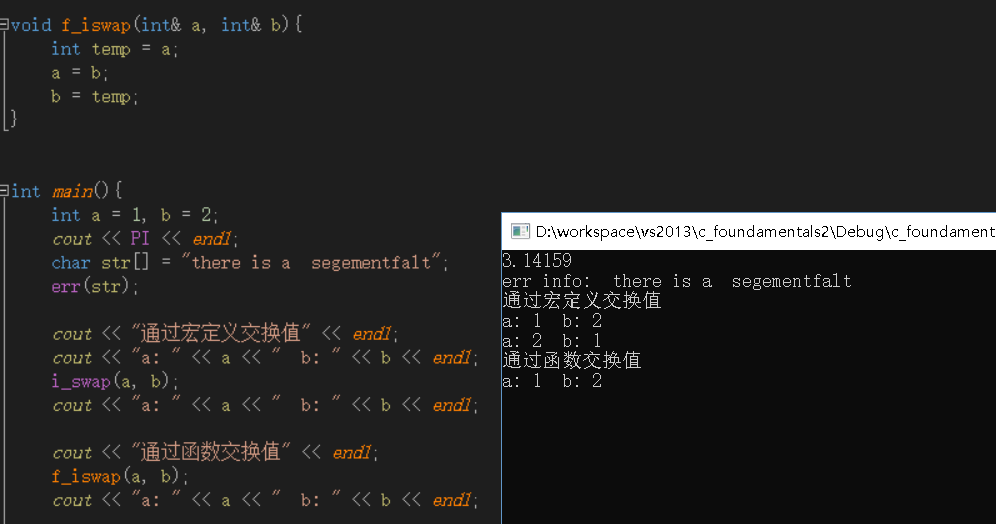 void f_iswap(int& a, int& b){
    int temp = a;
    a = b;
    b = temp;
}
int main(){
    int a = 1, b = 2;
    cout << PI << endl;
    char str[] = "there is a  segementfalt";
    err(str);
    cout << "通过宏定义交换值" << endl;
    cout << "a: " << a << "  b: " << b << endl;
    i_swap(a, b);
    cout << "a: " << a << "  b: " << b << endl;
    cout << "通过函数交换值" << endl;
    f_iswap(a, b);
    cout << "a: " << a << "  b: " << b << endl;
D:\workspace\vs2013\c_foundamentals2\Debug\c_foundament
3.14159
err info:  there is a  segementfalt
通过宏定义交换值
a: 1  b: 2
a: 2  b: 1
通过函数交换值
a: 1  b: 2